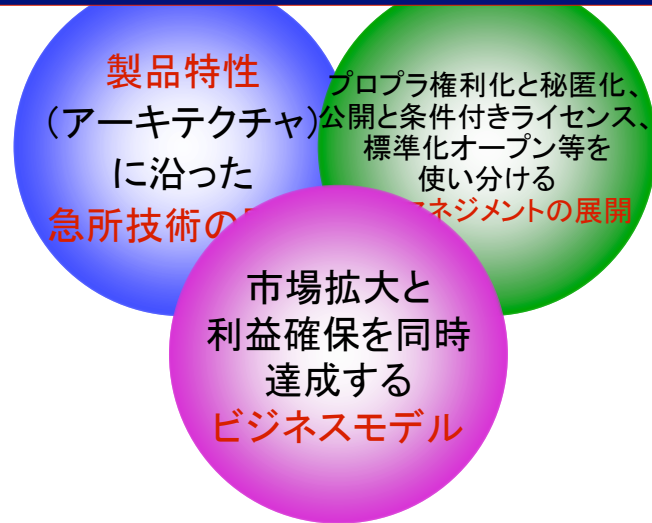 製品特性
(アーキテクチャ)
に沿った
急所技術の
プロプラ権利化と秘匿化、
公開と条件付きライセンス、
標準化オープン等を
使い分ける
ネジメントの展開
市場拡大と
利益確保を同時
達成する
ビジネスモデル